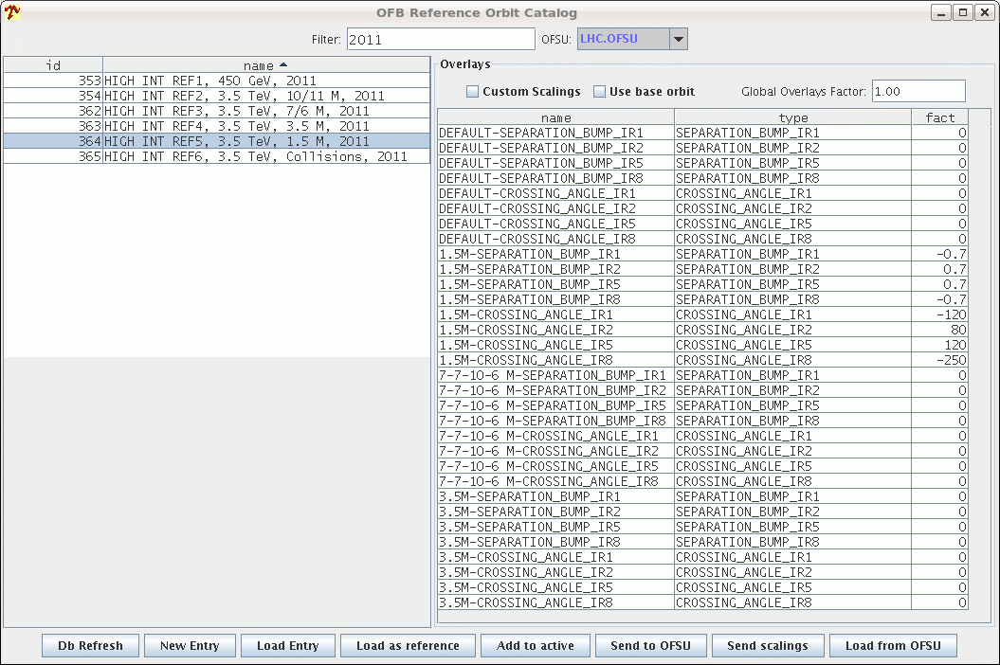 OFB Reference Orbit Catalog
Filter: 2011 OFSU: LHC.OFSU
id name
353 HIGH INT REF1, 450 GeV, 2011
354 HIGH INT REF2, 3.5 TeV, 10/11 M, 2011
362 HIGH INT REF3, 3.5 TeV, 7/6 M, 2011
363 HIGH INT REF4, 3.5 TeV, 3.5 M, 2011
364 HIGH INT REF5, 3.5 TeV, 1.5 M, 2011
365 HIGH INT REF6, 3.5 TeV, Collisions, 2011
Overlays
Custom Scalings Use base orbit Global Overlays Factor: 1.00
name type fact
DEFAULT-SEPARATION_BUMP_IR1 SEPARATION_BUMP_IR1 0
DEFAULT-SEPARATION_BUMP_IR2 SEPARATION_BUMP_IR2 0
DEFAULT-SEPARATION_BUMP_IR5 SEPARATION_BUMP_IR5 0
DEFAULT-SEPARATION_BUMP_IR8 SEPARATION_BUMP_IR8 0
DEFAULT-CROSSING_ANGLE_IR1 CROSSING_ANGLE_IR1 0
DEFAULT-CROSSING_ANGLE_IR2 CROSSING_ANGLE_IR2 0
DEFAULT-CROSSING_ANGLE_IR5 CROSSING_ANGLE_IR5 0
DEFAULT-CROSSING_ANGLE_IR8 CROSSING_ANGLE_IR8 0
1.5M-SEPARATION_BUMP_IR1 SEPARATION_BUMP_IR1 -0.7
1.5M-SEPARATION_BUMP_IR2 SEPARATION_BUMP_IR2 0.7
1.5M-SEPARATION_BUMP_IR5 SEPARATION_BUMP_IR5 0.7
1.5M-SEPARATION_BUMP_IR8 SEPARATION_BUMP_IR8 -0.7
1.5M-CROSSING_ANGLE_IR1 CROSSING_ANGLE_IR1 -120
1.5M-CROSSING_ANGLE_IR2 CROSSING_ANGLE_IR2 80
1.5M-CROSSING_ANGLE_IR5 CROSSING_ANGLE_IR5 120
1.5M-CROSSING_ANGLE_IR8 CROSSING_ANGLE_IR8 -250
7-7-10-6 M-SEPARATION_BUMP_IR1 SEPARATION_BUMP_IR1 0
7-7-10-6 M-SEPARATION_BUMP_IR2 SEPARATION_BUMP_IR2 0
7-7-10-6 M-SEPARATION_BUMP_IR5 SEPARATION_BUMP_IR5 0
7-7-10-6 M-SEPARATION_BUMP_IR8 SEPARATION_BUMP_IR8 0
7-7-10-6 M-CROSSING_ANGLE_IR1 CROSSING_ANGLE_IR1 0
7-7-10-6 M-CROSSING_ANGLE_IR2 CROSSING_ANGLE_IR2 0
7-7-10-6 M-CROSSING_ANGLE_IR5 CROSSING_ANGLE_IR5 0
7-7-10-6 M-CROSSING_ANGLE_IR8 CROSSING_ANGLE_IR8 0
3.5M-SEPARATION_BUMP_IR1 SEPARATION_BUMP_IR1 0
3.5M-SEPARATION_BUMP_IR2 SEPARATION_BUMP_IR2 0
3.5M-SEPARATION_BUMP_IR5 SEPARATION_BUMP_IR5 0
3.5M-SEPARATION_BUMP_IR8 SEPARATION_BUMP_IR8 0
3.5M-CROSSING_ANGLE_IR1 CROSSING_ANGLE_IR1 0
3.5M-CROSSING_ANGLE_IR2 CROSSING_ANGLE_IR2 0
3.5M-CROSSING_ANGLE_IR5 CROSSING_ANGLE_IR5 0
3.5M-CROSSING_ANGLE_IR8 CROSSING_ANGLE_IR8 0
Db Refresh New Entry Load Entry Load as reference Add to active Send to OFSU Send scalings Load from OFSU